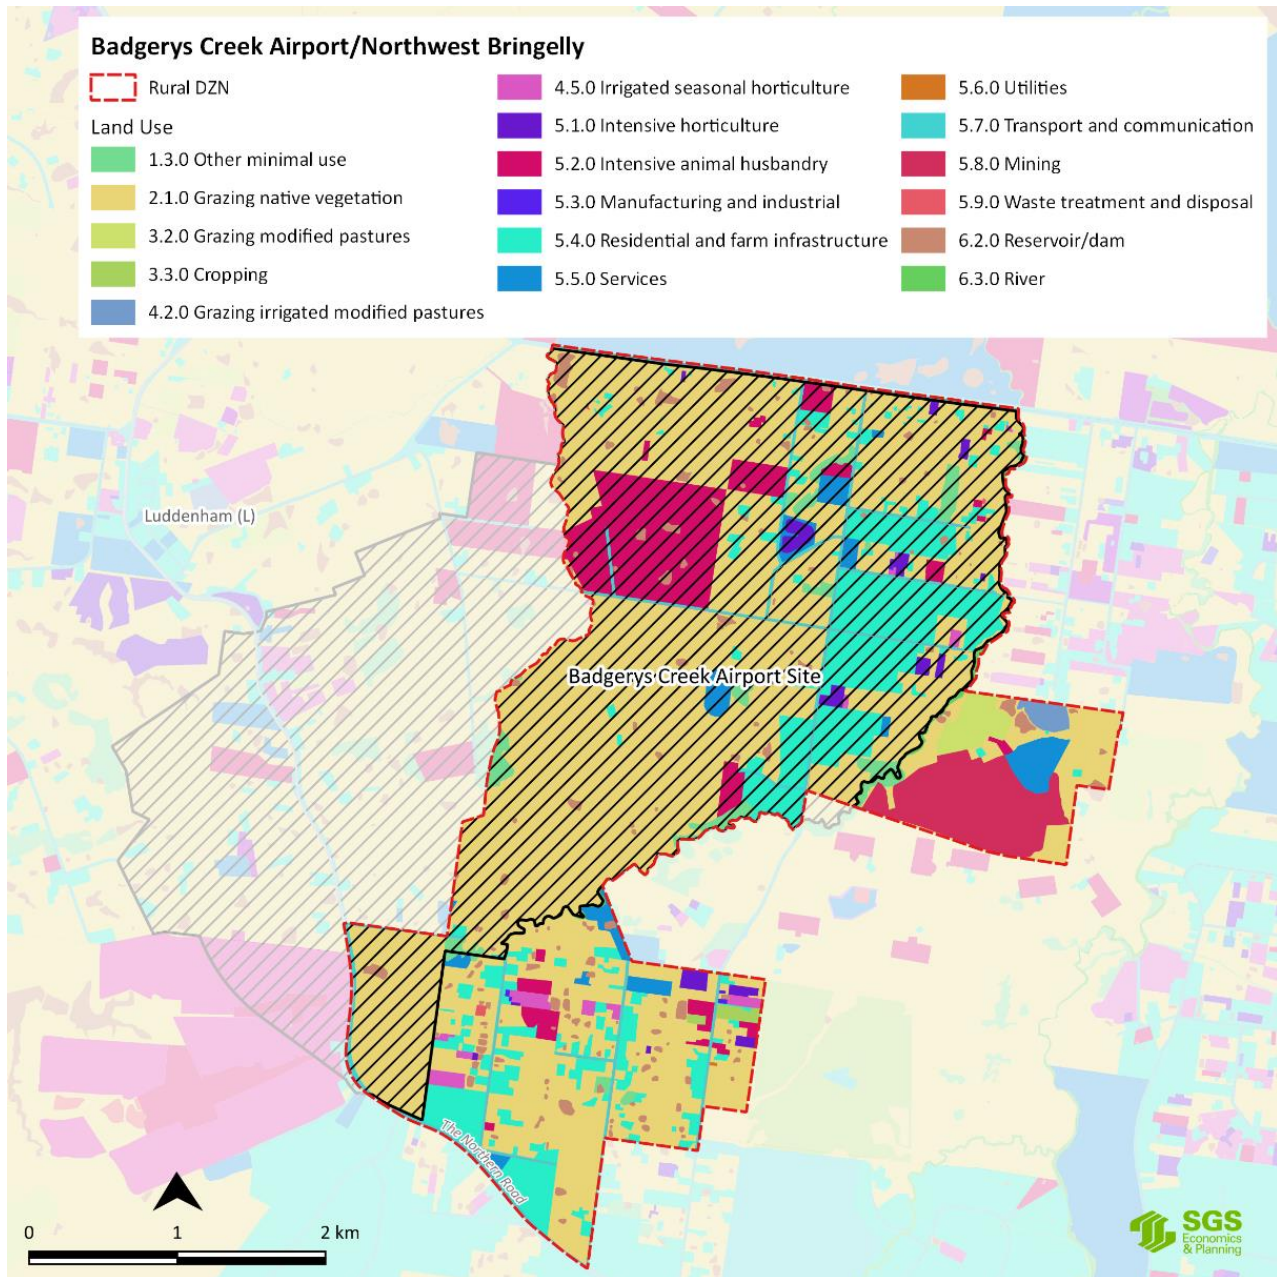 Badgerys Creek Airport/Northwest Bringelly
Rural DZN
Land Use
1.3.0 Other minimal use
2.1.0 Grazing native vegetation
3.2.0 Grazing modified pastures
3.3.0 Cropping
4.2.0 Grazing irrigated modified pastures
4.5.0 Irrigated seasonal horticulture
5.1.0 Intensive horticulture
5.2.0 Intensive animal husbandry
5.3.0 Manufacturing and industrial
5.4.0 Residential and farm infrastructure
5.5.0 Services
5.6.0 Utilities
5.7.0 Transport and communication
5.8.0 Mining
5.9.0 Waste treatment and disposal
6.2.0 Reservoir/dam
6.3.0 River
Luddenham (L)
Badgerys Creek Airport Site
The Northern Road
0 1 2 km
SGS
Economics
& Planning